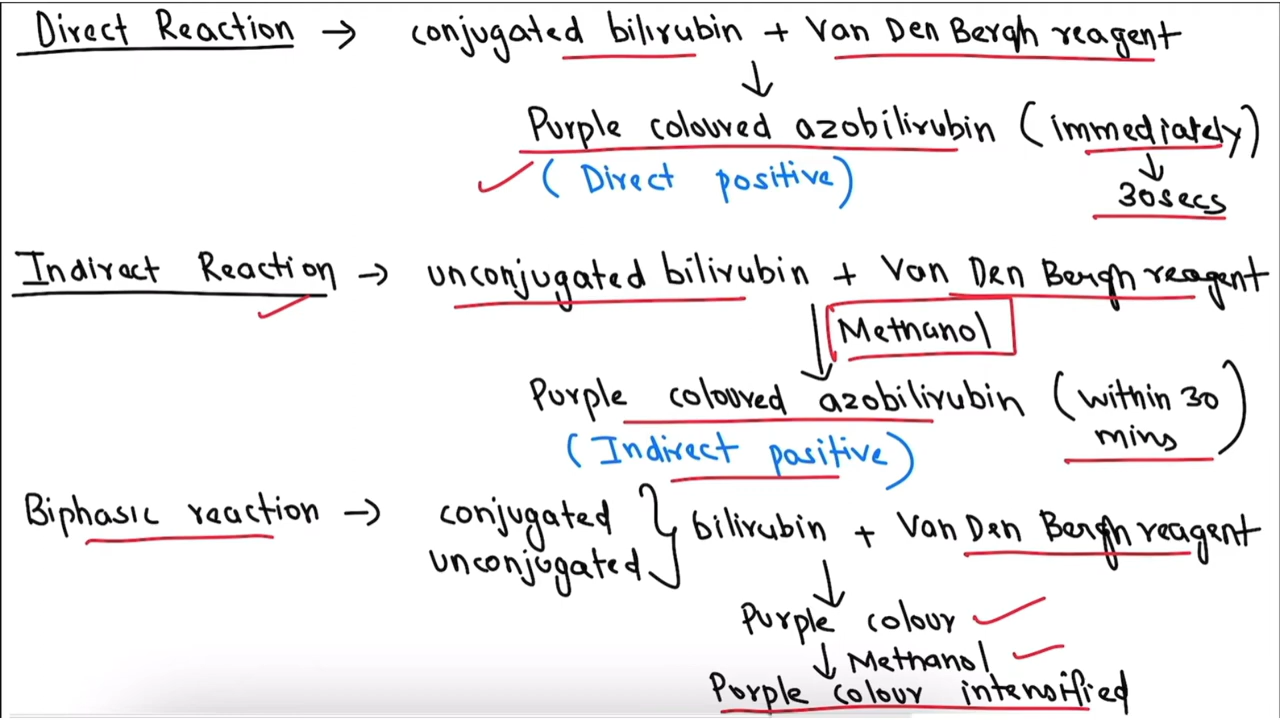 Direct Reaction → conjugated bilirubin + Van Den Bergh reagent
↓
Purple coloured azobilirubin (immediately)
(Direct positive)
↓
30secs
Indirect Reaction → unconjugated bilirubin + Van Den Bergh reagent
↓ Methanol
Purple coloured azobilirubin (within 30 mins)
(Indirect positive)
Biphasic reaction → conjugated
unconjugated } bilirubin + Van Den Bergh reagent
↓
Purple colour
↓ Methanol
Purple colour intensified